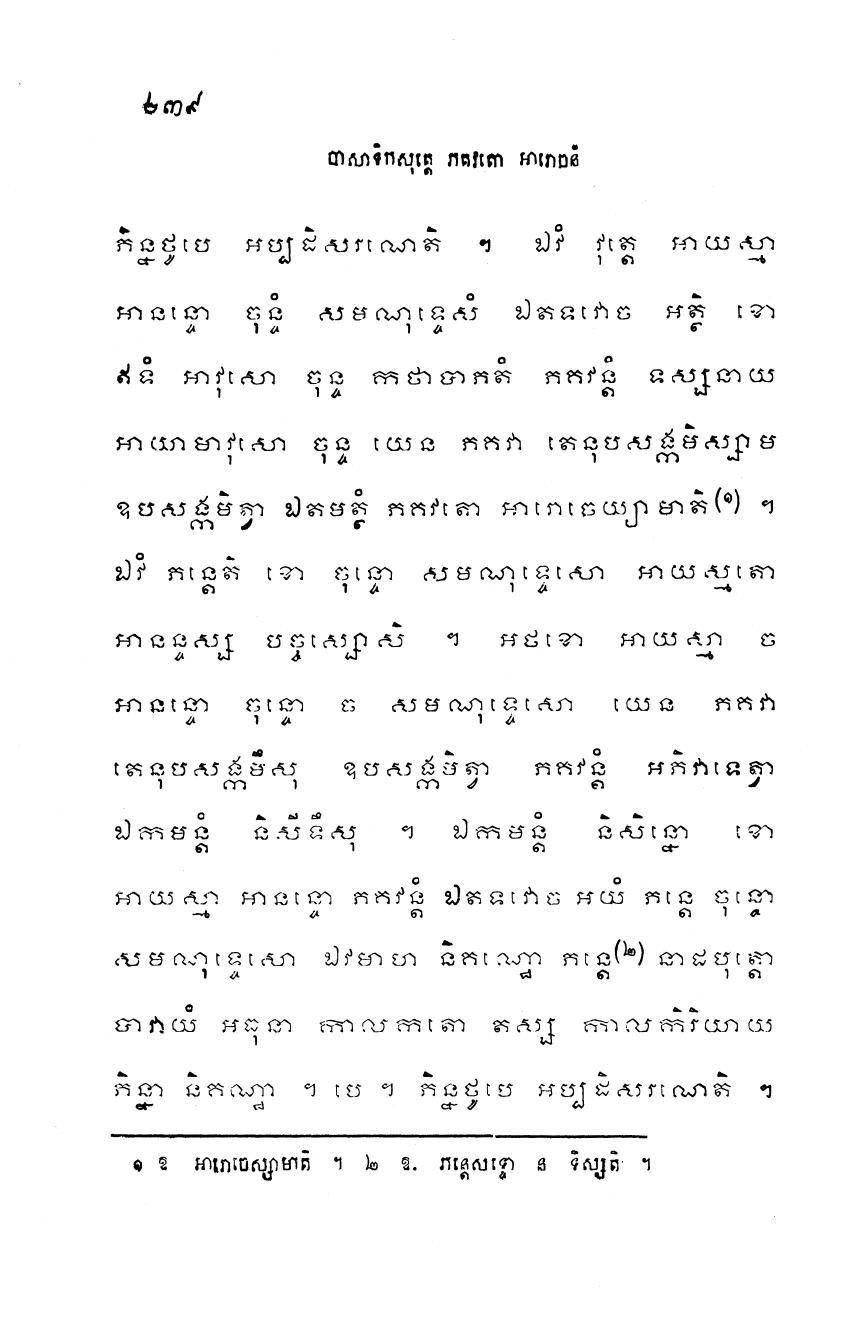 ២៣៩
បាសាទិកសុត្តេ ភគវតោ អារោចនំ
ភិន្នថូបេ អប្បដិសរណេតិ ។ ឯវំ វុត្តេ អាយស្មា
អានន្ទោ ចុន្ទំ សមណុទ្ទេសំ ឯតទវោច អត្ថិ ខោ
ឥទំ អាវុសោ ចុន្ទ កថាបាភតំ ភគវន្តំ ទស្សនាយ
អាយាមាវុសោ ចុន្ទ យេន ភគវា តេនុបសង្កមិស្សាម
ឧបសង្កមិត្វា ឯតមត្ថំ ភគវតោ អារោចេយ្យាមាតិ(១) ។
ឯវំ ភន្តេតិ ខោ ចុន្ទោ សមណុទ្ទេសោ អាយស្មតោ
អានន្ទស្ស បច្ចស្សោសិ ។ អថខោ អាយស្មា ច
អានន្ទោ ចុន្ទោ ច សមណុទ្ទេសោ យេន ភគវា
តេនុបសង្កមឹសុ ឧបសង្កមិត្វា ភគវន្តំ អភិវាទេត្វា
ឯកមន្តំ និសីទឹសុ ។ ឯកមន្តំ និសិន្នោ ខោ
អាយស្មា អានន្ទោ ភគវន្តំ ឯតទវោច អយំ ភន្តេ ចុន្ទោ
សមណុទ្ទេសោ ឯវមាហ និគណ្ឋោ ភន្តេ(២) នាដបុត្តោ
បាវាយំ អធុនា កាលកតោ តស្ស កាលកិរិយាយ
ភិន្នា និគណ្ឋា ។ បេ ។ ភិន្នថូបេ អប្បដិសរណេតិ ។
១ ឱ អារោចេស្សាមាតិ ។ ២ ឱ. ភន្តេសទ្ទោ ន ទិស្សតិ ។